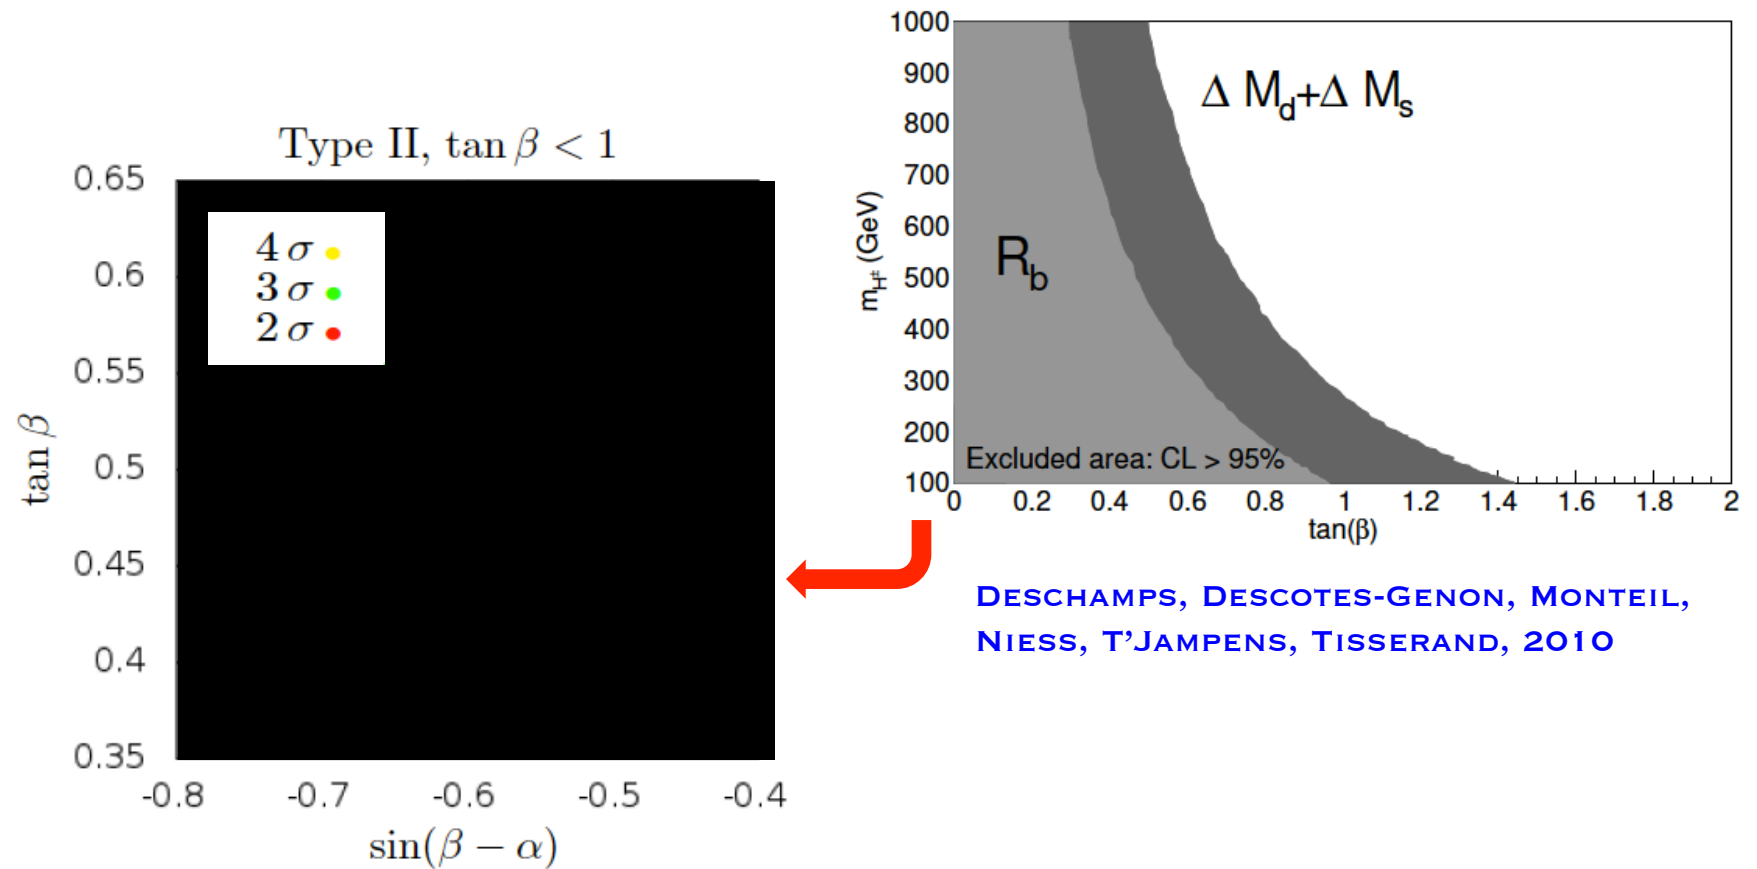 Type II, tan β < 1
0.65
0.6
0.55
0.5
0.45
0.4
0.35
tan β
4 σ
3 σ
2 σ
-0.8 -0.7 -0.6 -0.5 -0.4
sin(β − α)
1000
900
800
700
600
500
400
300
200
100
m_H± (GeV)
Δ M_d+Δ M_s
R_b
Excluded area: CL > 95%
0 0.2 0.4 0.6 0.8 1 1.2 1.4 1.6 1.8 2
tan(β)
Deschamps, Descotes-Genon, Monteil,
Niess, T’Jampens, Tisserand, 2010